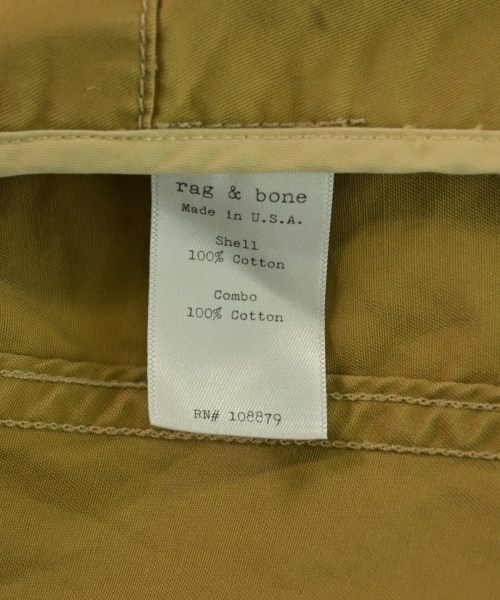 rag & bone
Made in U.S.A.
Shell
100% Cotton
Combo
100% Cotton
RN# 108879